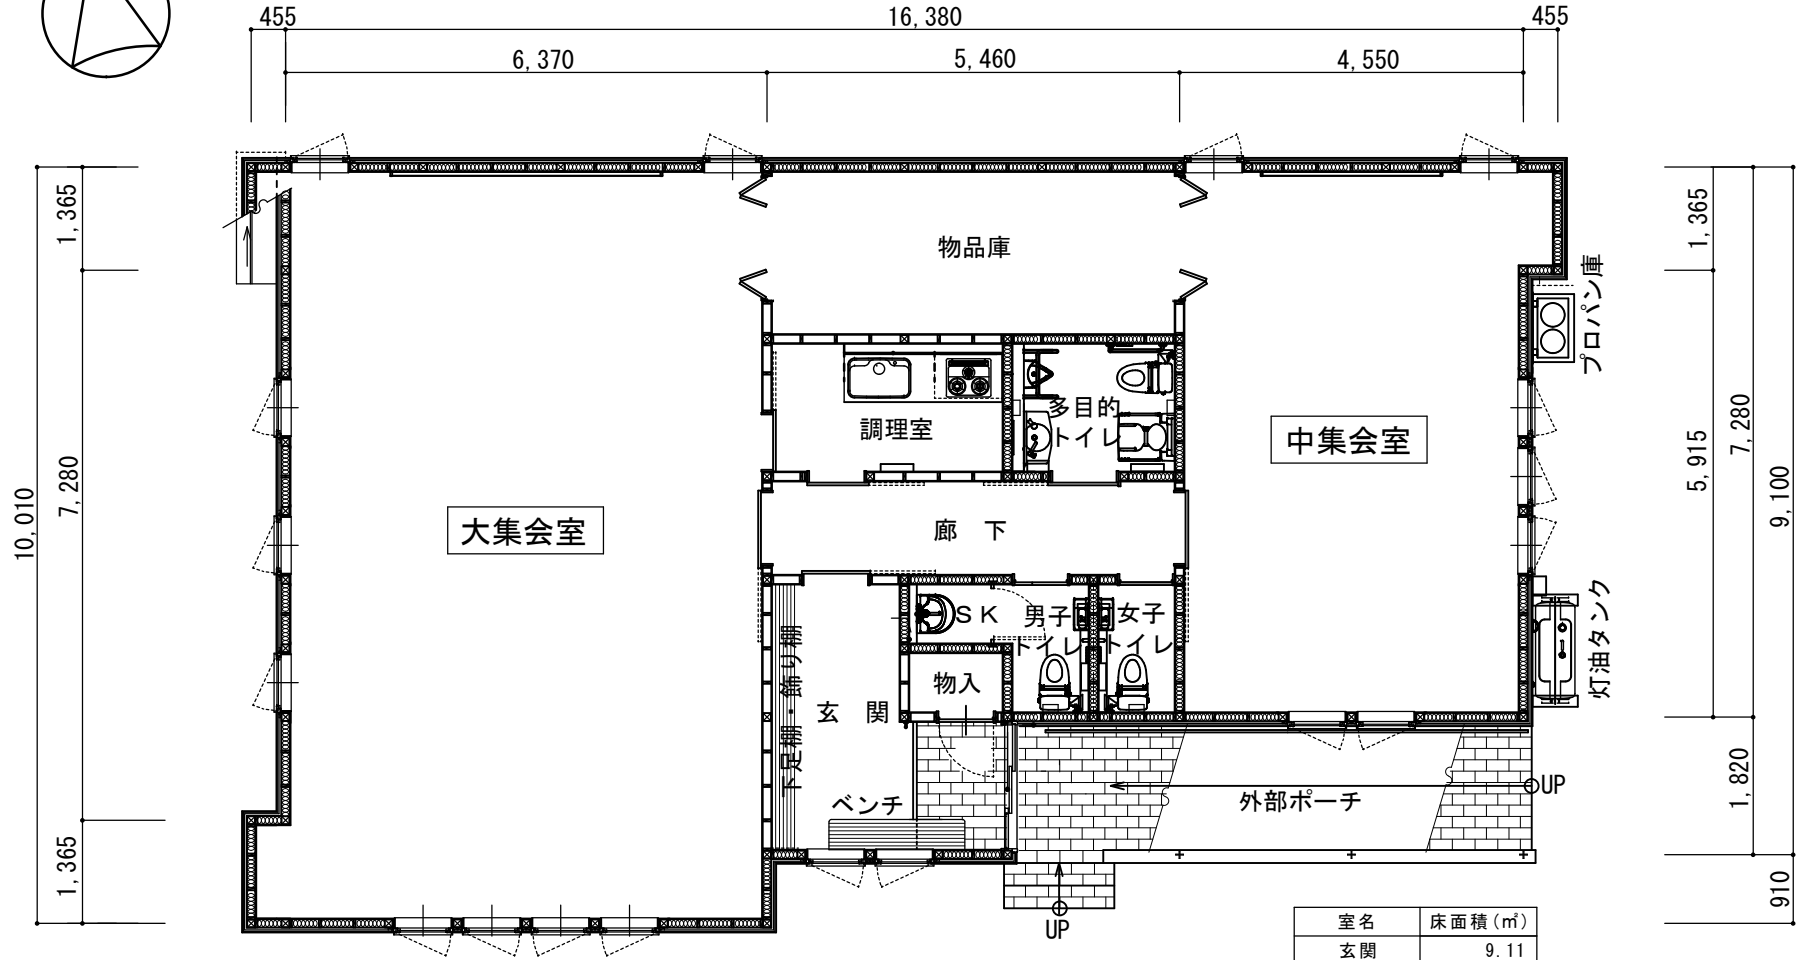 455
16,380
455
6,370
5,460
4,550
1,365
7,280
1,365
10,010
物品庫
調理室
多目的
トイレ
中集会室
大集会室
廊 下
SK
男子
トイレ
女子
トイレ
物入
玄 関
下足棚・飾り棚
ベンチ
外部ポーチ
UP
UP
プロパン庫
灯油タンク
1,365
5,915
7,280
9,100
1,820
910
室名 床面積(㎡)
玄関 9.11